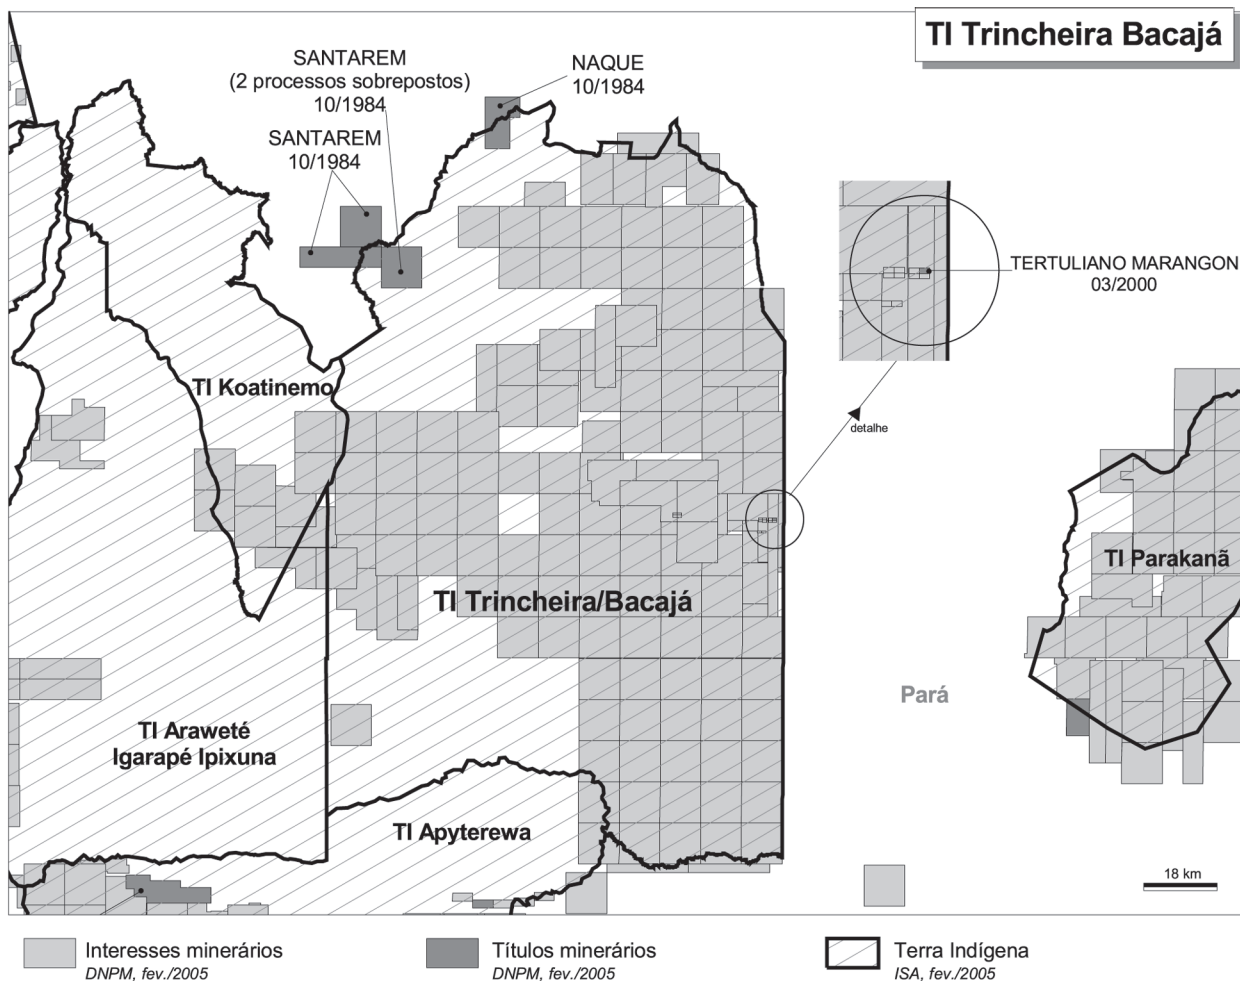 TI Trincheira Bacajá
SANTAREM
(2 processos sobrepostos)
10/1984
NAQUE
10/1984
SANTAREM
10/1984
TERTULIANO MARANGON
03/2000
TI Koatinemo
detalhe
TI Parakanã
TI Trincheira/Bacajá
Pará
TI Araweté
Igarapé Ipixuna
TI Apyterewa
18 km
Interesses minerários
DNPM, fev./2005
Títulos minerários
DNPM, fev./2005
Terra Indígena
ISA, fev./2005